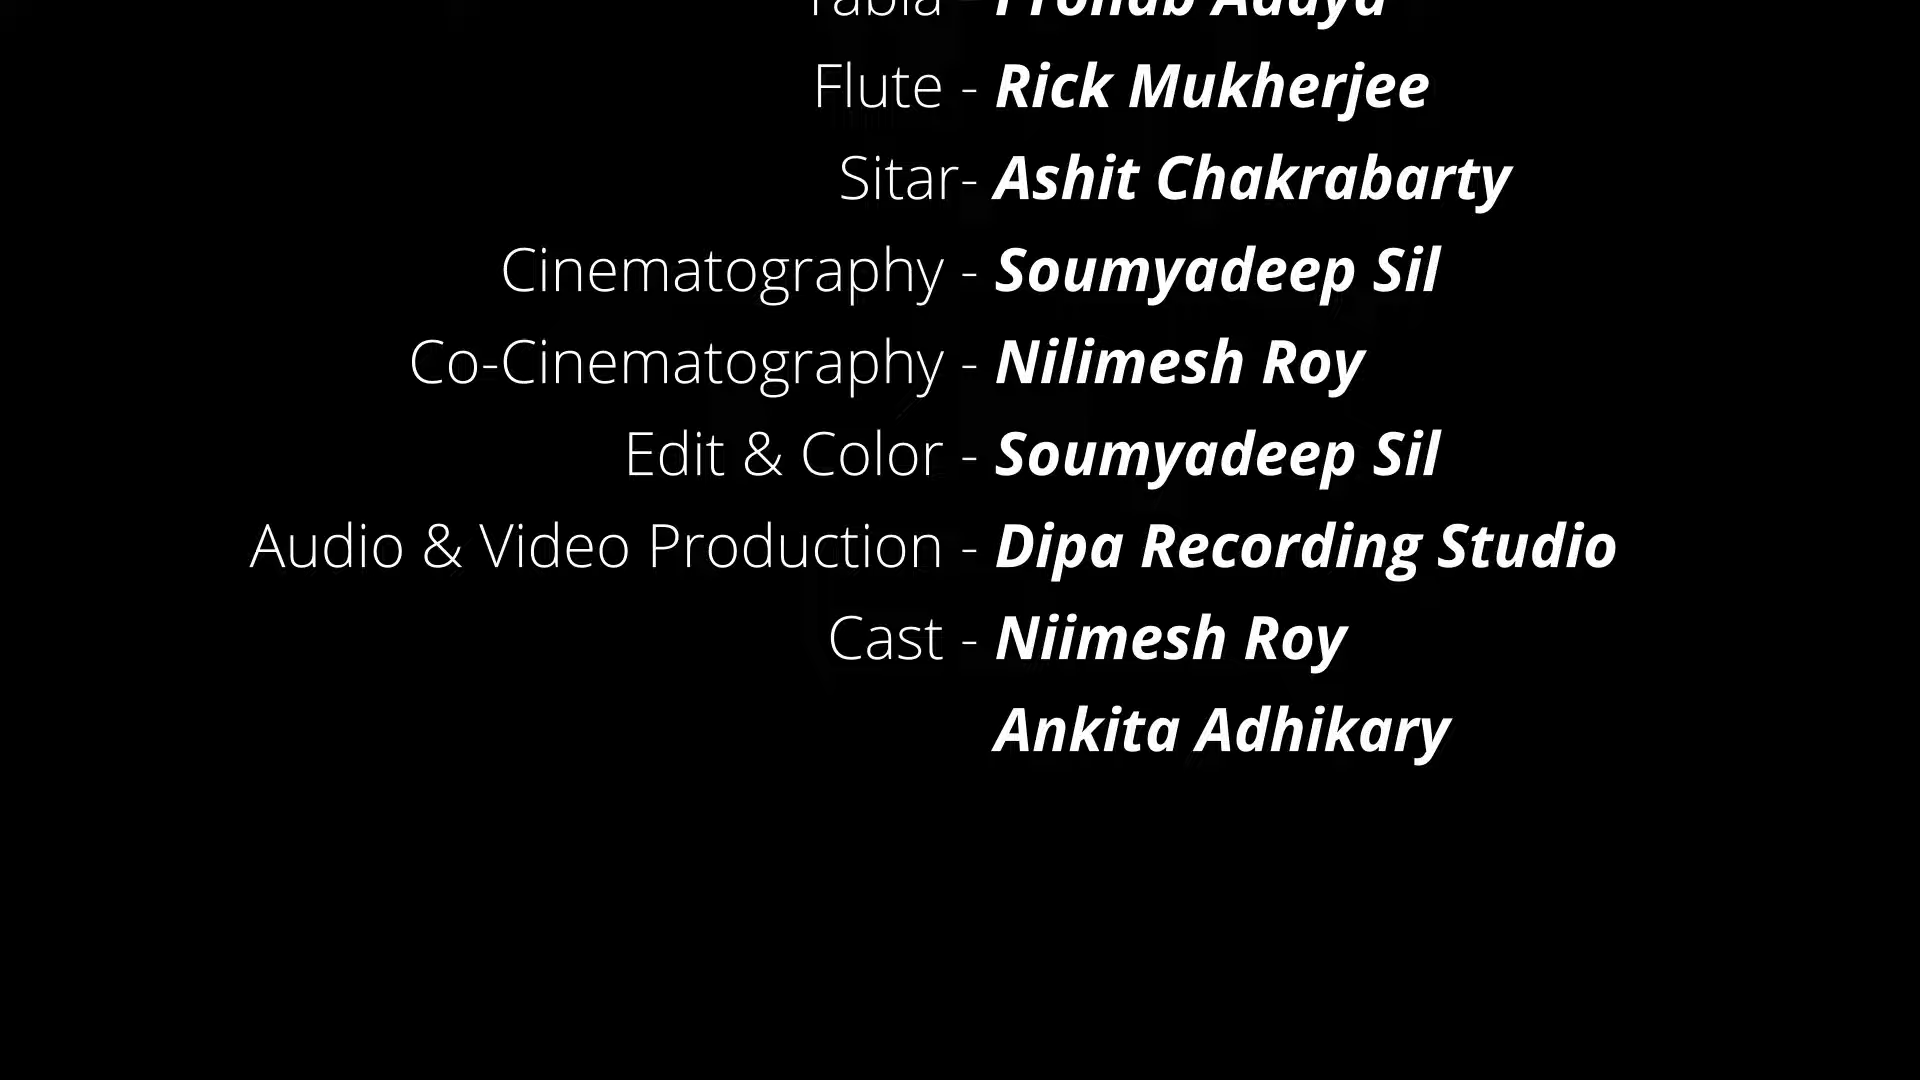 Tabla -
Flute - Rick Mukherjee
Sitar- Ashit Chakrabarty
Cinematography - Soumyadeep Sil
Co-Cinematography - Nilimesh Roy
Edit & Color - Soumyadeep Sil
Audio & Video Production - Dipa Recording Studio
Cast - Niimesh Roy
Ankita Adhikary